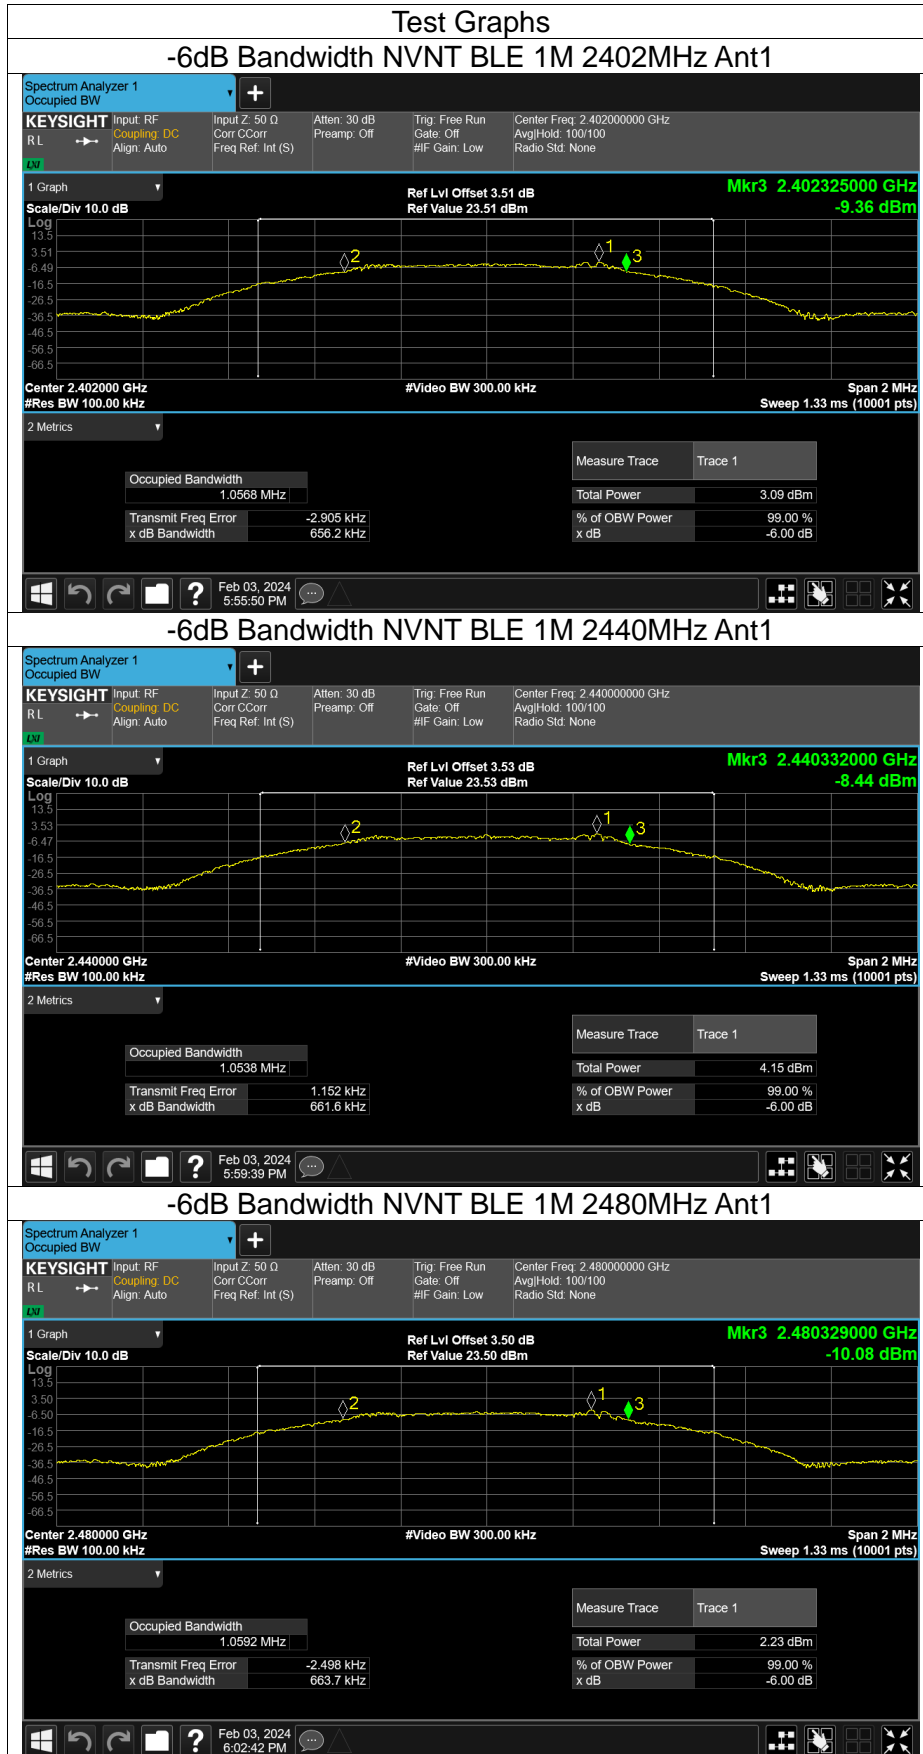 Test Graphs
-6dB Bandwidth NVNT BLE 1M 2402MHz Ant1
Spectrum Analyzer 1
Occupied BW
KEYSIGHT Input: RF Input Z: 50 Ω Atten: 30 dB Trig: Free Run Center Freq: 2.402000000 GHz
R L Coupling: DC Corr CCorr Preamp: Off Gate: Off Avg|Hold: 100/100
Align: Auto Freq Ref: Int (S) #IF Gain: Low Radio Std: None
LXI
1 Graph Ref Lvl Offset 3.51 dB Mkr3 2.402325000 GHz
Scale/Div 10.0 dB Ref Value 23.51 dBm -9.36 dBm
Log
13.5
3.51
-6.49
-16.5
-26.5
-36.5
-46.5
-56.5
-66.5
2
1
3
Center 2.402000 GHz #Video BW 300.00 kHz Span 2 MHz
#Res BW 100.00 kHz Sweep 1.33 ms (10001 pts)
2 Metrics
Measure Trace Trace 1
Occupied Bandwidth
1.0568 MHz Total Power 3.09 dBm
Transmit Freq Error -2.905 kHz % of OBW Power 99.00 %
x dB Bandwidth 656.2 kHz x dB -6.00 dB
Feb 03, 2024
5:55:50 PM
-6dB Bandwidth NVNT BLE 1M 2440MHz Ant1
Spectrum Analyzer 1
Occupied BW
KEYSIGHT Input: RF Input Z: 50 Ω Atten: 30 dB Trig: Free Run Center Freq: 2.440000000 GHz
R L Coupling: DC Corr CCorr Preamp: Off Gate: Off Avg|Hold: 100/100
Align: Auto Freq Ref: Int (S) #IF Gain: Low Radio Std: None
LXI
1 Graph Ref Lvl Offset 3.53 dB Mkr3 2.440332000 GHz
Scale/Div 10.0 dB Ref Value 23.53 dBm -8.44 dBm
Log
13.5
3.53
-6.47
-16.5
-26.5
-36.5
-46.5
-56.5
-66.5
2
1
3
Center 2.440000 GHz #Video BW 300.00 kHz Span 2 MHz
#Res BW 100.00 kHz Sweep 1.33 ms (10001 pts)
2 Metrics
Measure Trace Trace 1
Occupied Bandwidth
1.0538 MHz Total Power 4.15 dBm
Transmit Freq Error 1.152 kHz % of OBW Power 99.00 %
x dB Bandwidth 661.6 kHz x dB -6.00 dB
Feb 03, 2024
5:59:39 PM
-6dB Bandwidth NVNT BLE 1M 2480MHz Ant1
Spectrum Analyzer 1
Occupied BW
KEYSIGHT Input: RF Input Z: 50 Ω Atten: 30 dB Trig: Free Run Center Freq: 2.480000000 GHz
R L Coupling: DC Corr CCorr Preamp: Off Gate: Off Avg|Hold: 100/100
Align: Auto Freq Ref: Int (S) #IF Gain: Low Radio Std: None
LXI
1 Graph Ref Lvl Offset 3.50 dB Mkr3 2.480329000 GHz
Scale/Div 10.0 dB Ref Value 23.50 dBm -10.08 dBm
Log
13.5
3.50
-6.50
-16.5
-26.5
-36.5
-46.5
-56.5
-66.5
2
1
3
Center 2.480000 GHz #Video BW 300.00 kHz Span 2 MHz
#Res BW 100.00 kHz Sweep 1.33 ms (10001 pts)
2 Metrics
Measure Trace Trace 1
Occupied Bandwidth
1.0592 MHz Total Power 2.23 dBm
Transmit Freq Error -2.498 kHz % of OBW Power 99.00 %
x dB Bandwidth 663.7 kHz x dB -6.00 dB
Feb 03, 2024
6:02:42 PM